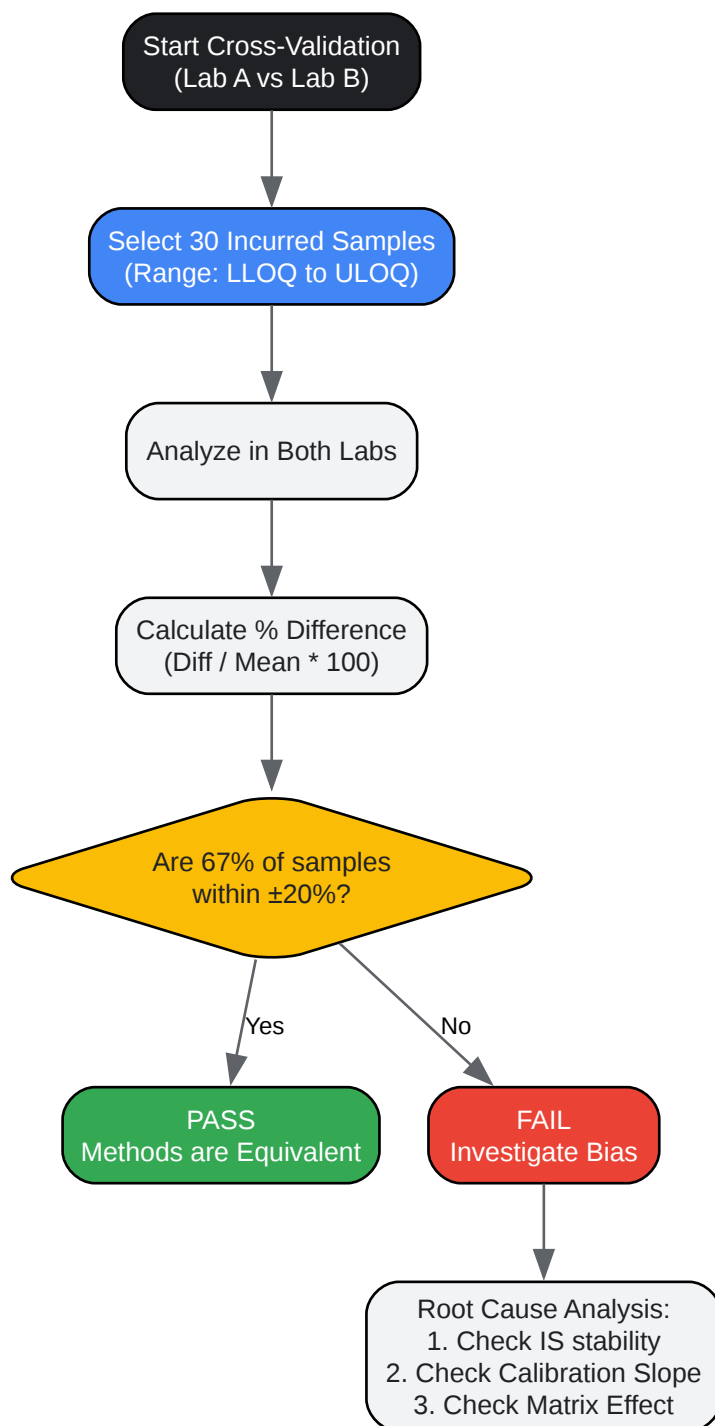 Start Cross-Validation
(Lab A vs Lab B)
Select 30 Incurred Samples
(Range: LLOQ to ULOQ)
Analyze in Both Labs
Calculate % Difference
(Diff / Mean * 100)
Are 67% of samples
within ±20%?
Yes
No
PASS
Methods are Equivalent
FAIL
Investigate Bias
Root Cause Analysis:
1. Check IS stability
2. Check Calibration Slope
3. Check Matrix Effect